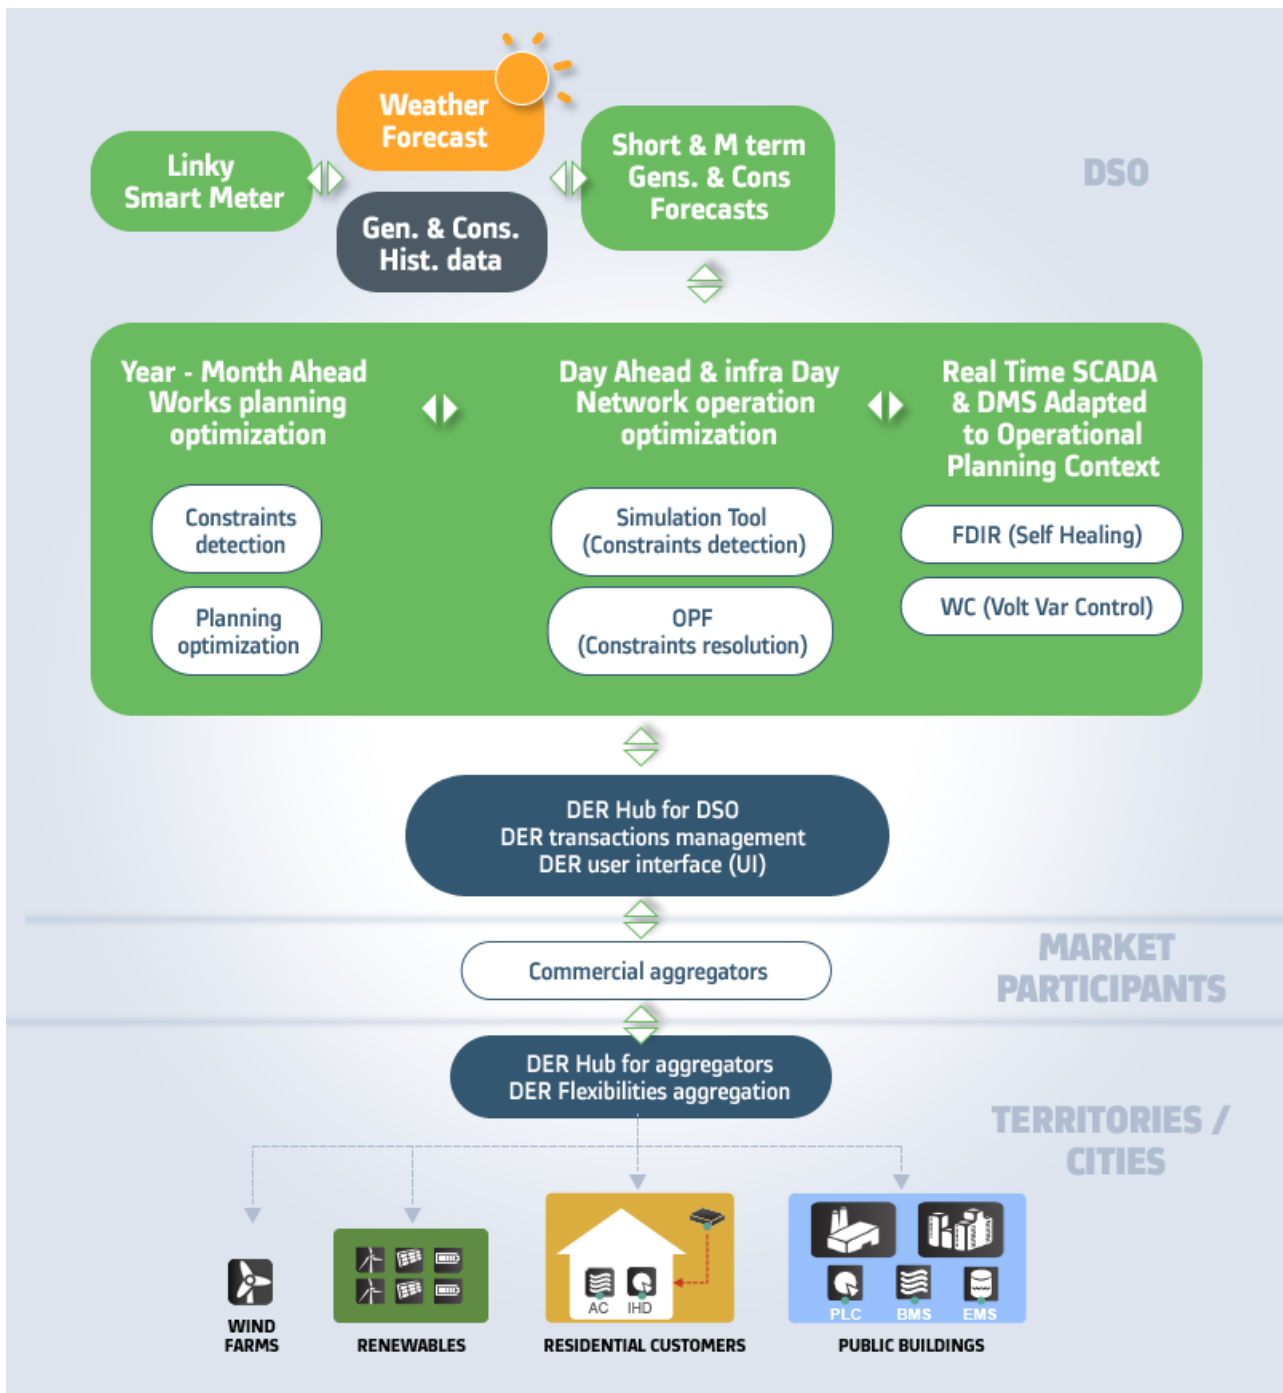 Weather
Forecast
Linky
Smart Meter
Gen. & Cons.
Hist. data
Short & M term
Gens. & Cons
Forecasts
DSO
Year - Month Ahead
Works planning
optimization
Constraints
detection
Planning
optimization
Day Ahead & infra Day
Network operation
optimization
Simulation Tool
(Constraints detection)
OPF
(Constraints resolution)
Real Time SCADA
& DMS Adapted
to Operational
Planning Context
FDIR (Self Healing)
WC (Volt Var Control)
DER Hub for DSO
DER transactions management
DER user interface (UI)
MARKET
PARTICIPANTS
Commercial aggregators
DER Hub for aggregators
DER Flexibilities aggregation
TERRITORIES /
CITIES
WIND
FARMS
RENEWABLES
AC IHD
RESIDENTIAL CUSTOMERS
PLC BMS EMS
PUBLIC BUILDINGS